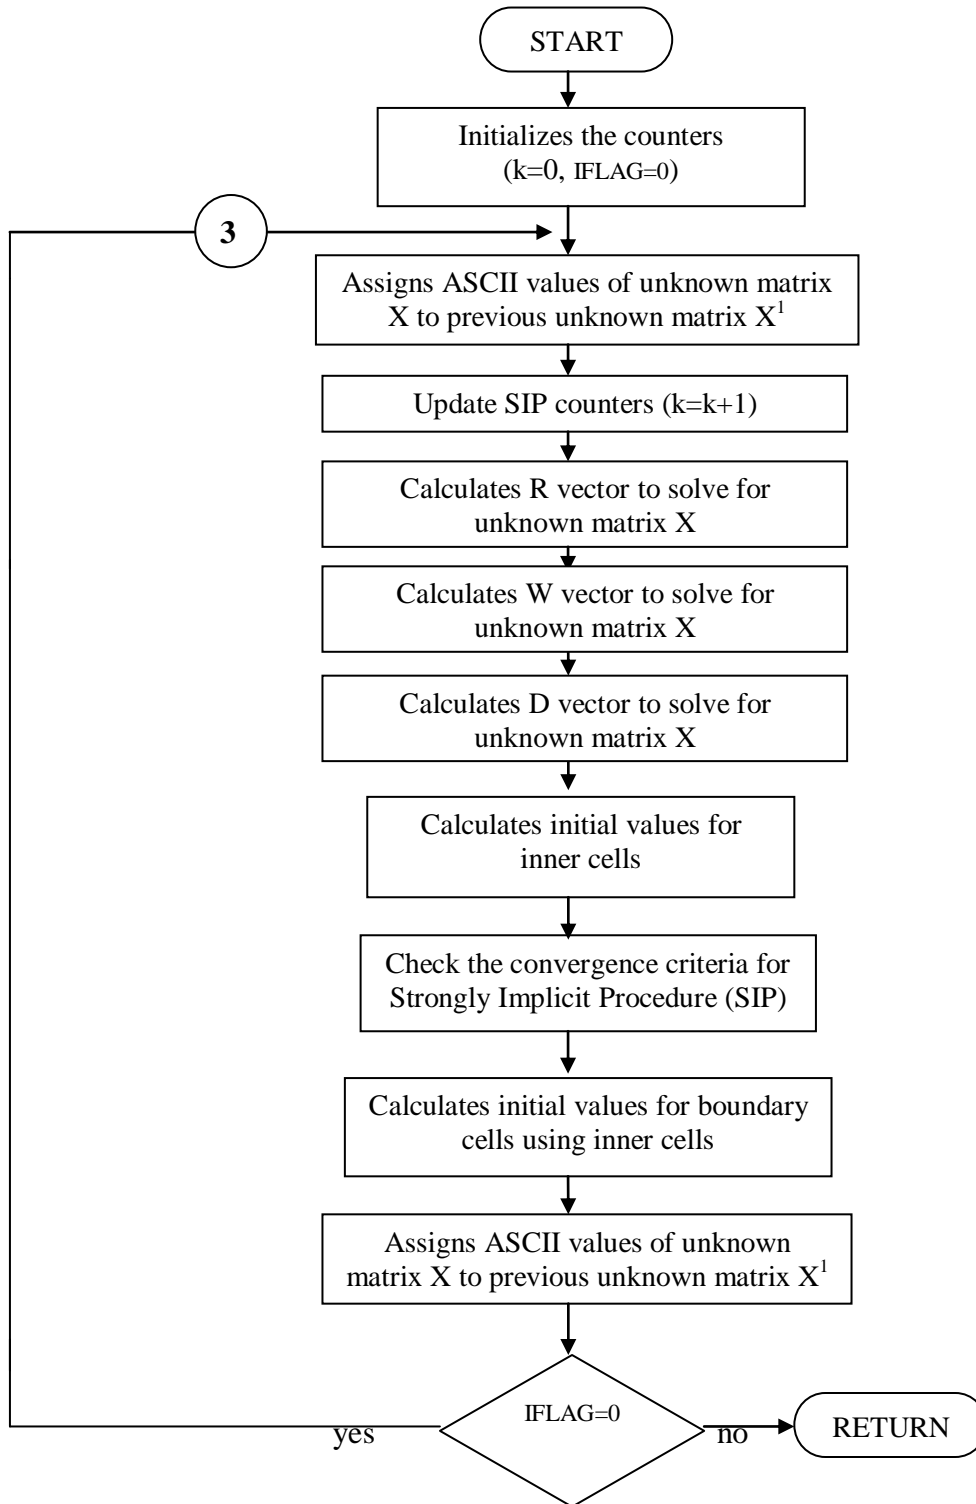 START
Initializes the counters
(k=0, IFLAG=0)
3
Assigns ASCII values of unknown matrix
X to previous unknown matrix X¹
Update SIP counters (k=k+1)
Calculates R vector to solve for
unknown matrix X
Calculates W vector to solve for
unknown matrix X
Calculates D vector to solve for
unknown matrix X
Calculates initial values for
inner cells
Check the convergence criteria for
Strongly Implicit Procedure (SIP)
Calculates initial values for boundary
cells using inner cells
Assigns ASCII values of unknown
matrix X to previous unknown matrix X¹
IFLAG=0
yes
no
RETURN